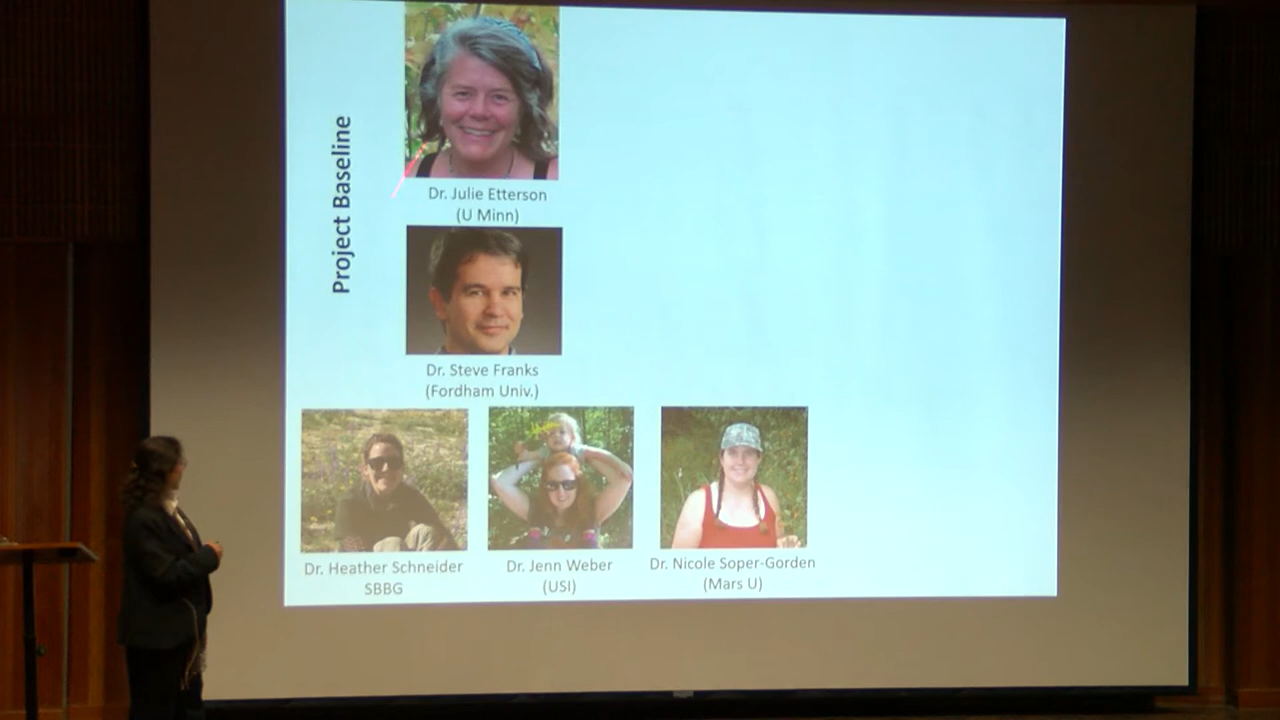 Project Baseline
Dr. Julie Etterson
(U Minn)
Dr. Steve Franks
(Fordham Univ.)
Dr. Heather Schneider
SBBG
Dr. Jenn Weber
(USI)
Dr. Nicole Soper-Gorden
(Mars U)